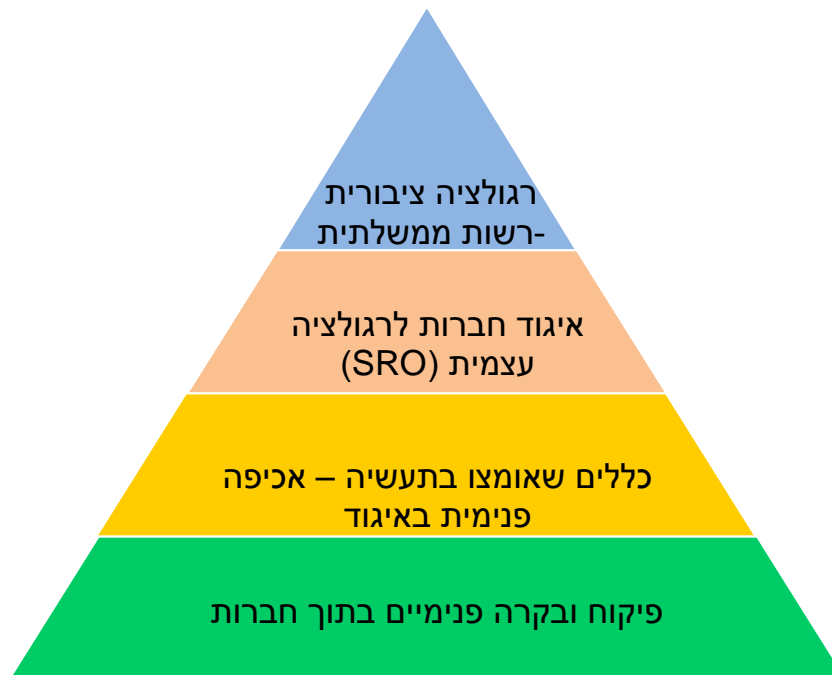 רגולציה ציבורית
-רשות ממשלתית
איגוד חברות לרגולציה
עצמית (SRO)
כללים שאומצו בתעשיה – אכיפה
פנימית באיגוד
פיקוח ובקרה פנימיים בתוך חברות